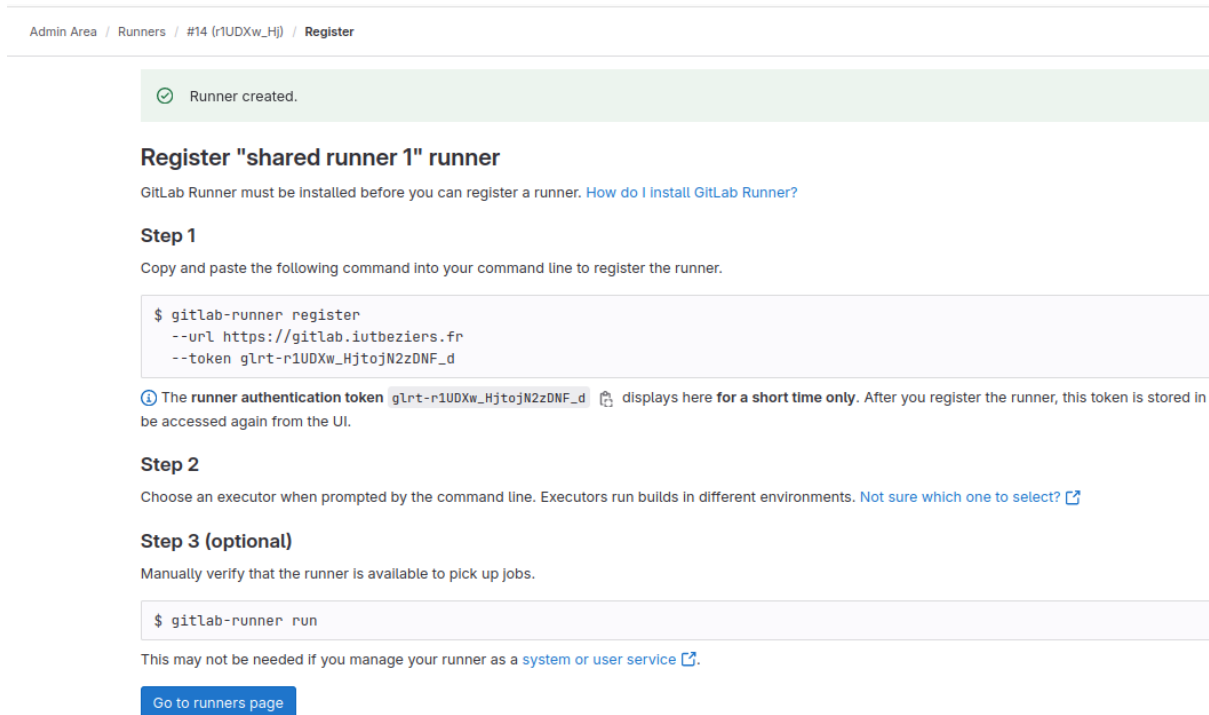 Admin Area / Runners / #14 (r1UDXw_Hj) / Register
Runner created.
Register "shared runner 1" runner
GitLab Runner must be installed before you can register a runner. How do I install GitLab Runner?
Step 1
Copy and paste the following command into your command line to register the runner.
$ gitlab-runner register
--url https://gitlab.iutbeziers.fr
--token glrt-r1UDXw_HjtojN2zDNF_d
The runner authentication token glrt-r1UDXw_HjtojN2zDNF_d displays here for a short time only. After you register the runner, this token is stored in
be accessed again from the UI.
Step 2
Choose an executor when prompted by the command line. Executors run builds in different environments. Not sure which one to select?
Step 3 (optional)
Manually verify that the runner is available to pick up jobs.
$ gitlab-runner run
This may not be needed if you manage your runner as a system or user service.
Go to runners page